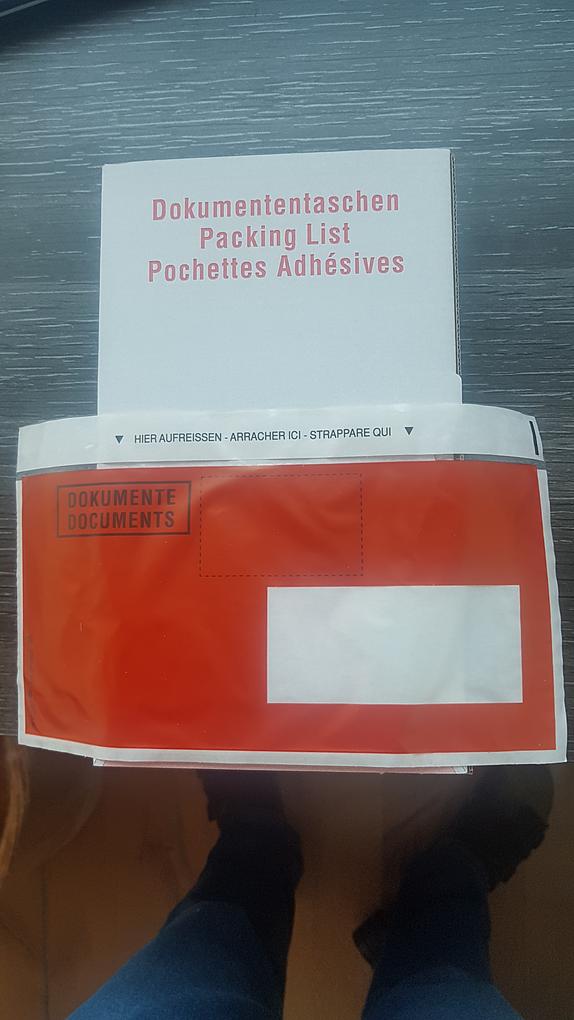 Dokumententaschen
Packing List
Pochettes Adhésives
HIER AUFREISSEN - ARRACHER ICI - STRAPPARE QUI
DOKUMENTE
DOCUMENTS